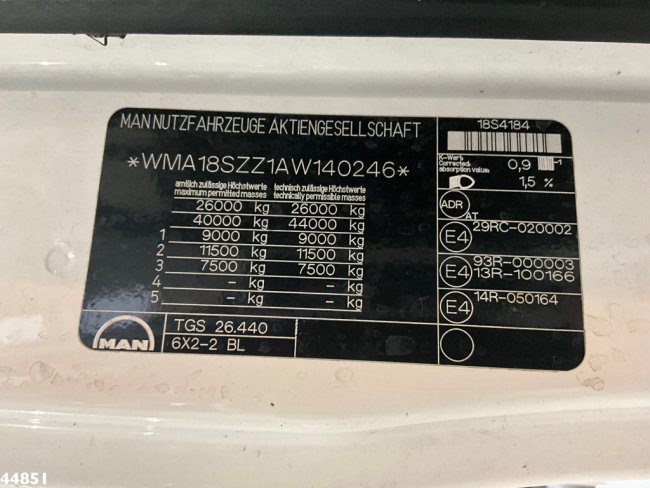 MAN NUTZFAHRZEUGE AKTIENGESELLSCHAFT
*WMA18SZZ1AW140246*
amtlich zulässige Höchstwerte technisch zulässige Höchstwerte
maximum permitted masses technically permissible masses
26000 kg 26000 kg
40000 kg 44000 kg
1 9000 kg 9000 kg
2 11500 kg 11500 kg
3 7500 kg 7500 kg
4 – kg – kg
5 – kg – kg
MAN
TGS 26.440
6X2-2 BL
18S4184
K-Wert
Corrected
absorption value: 0,9 -1
1,5 %
ADR
AT
E4 29RC-020002
E4 93R-000003
13R-100166
E4 14R-050164
44851